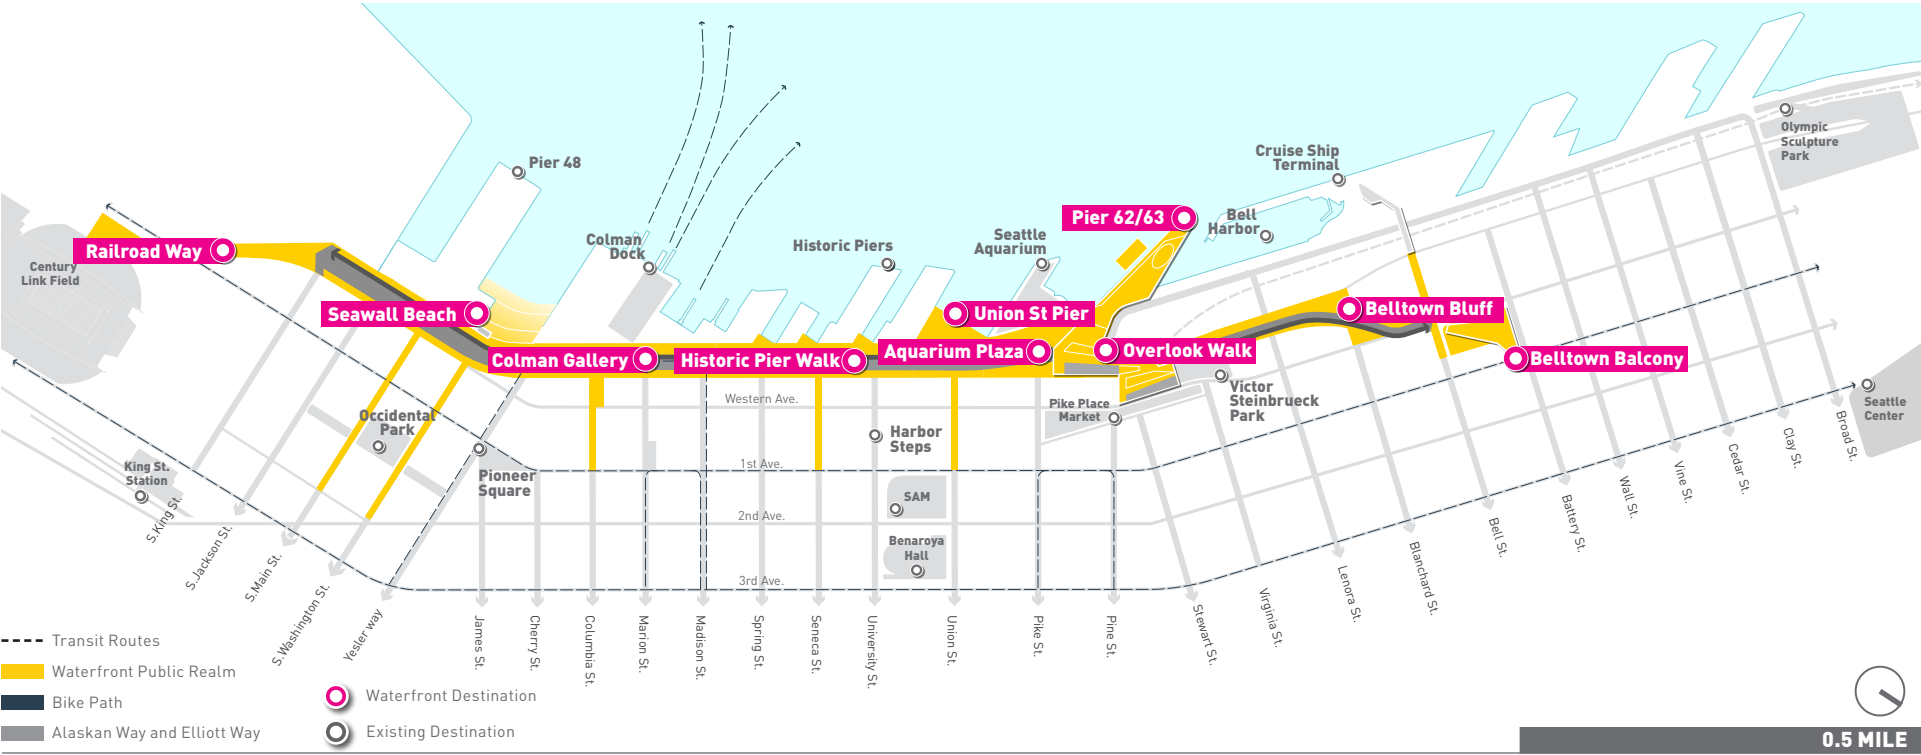 Pier 48
Cruise Ship
Terminal
Olympic
Sculpture
Park
Pier 62/63
Bell
Harbor
Colman
Dock
Historic Piers
Seattle
Aquarium
Railroad Way
Century
Link Field
Seawall Beach
Union St Pier
Belltown Bluff
Colman Gallery
Historic Pier Walk
Aquarium Plaza
Overlook Walk
Belltown Balcony
Victor
Steinbrueck
Park
Western Ave.
Pike Place
Market
Seattle
Center
Occidental
Park
Harbor
Steps
King St.
Station
Pioneer
Square
1st Ave.
SAM
2nd Ave.
Benaroya
Hall
3rd Ave.
S.King St.
S.Jackson St.
S.Main St.
S.Washington St.
Yesler way
James St.
Cherry St.
Columbia St.
Marion St.
Madison St.
Spring St.
Seneca St.
University St.
Union St.
Pike St.
Pine St.
Stewart St.
Virginia St.
Lenora St.
Blanchard St.
Bell St.
Battery St.
Wall St.
Vine St.
Cedar St.
Clay St.
Broad St.
Transit Routes
Waterfront Public Realm
Bike Path
Alaskan Way and Elliott Way
Waterfront Destination
Existing Destination
0.5 MILE